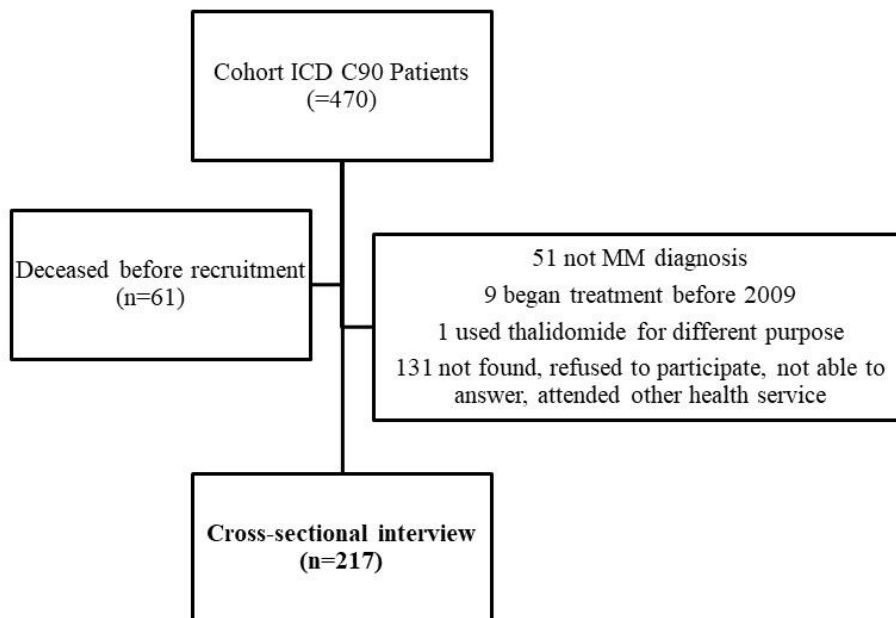 Cohort ICD C90 Patients
(=470)
Deceased before recruitment
(n=61)
51 not MM diagnosis
9 began treatment before 2009
1 used thalidomide for different purpose
131 not found, refused to participate, not able to
answer, attended other health service
Cross-sectional interview
(n=217)